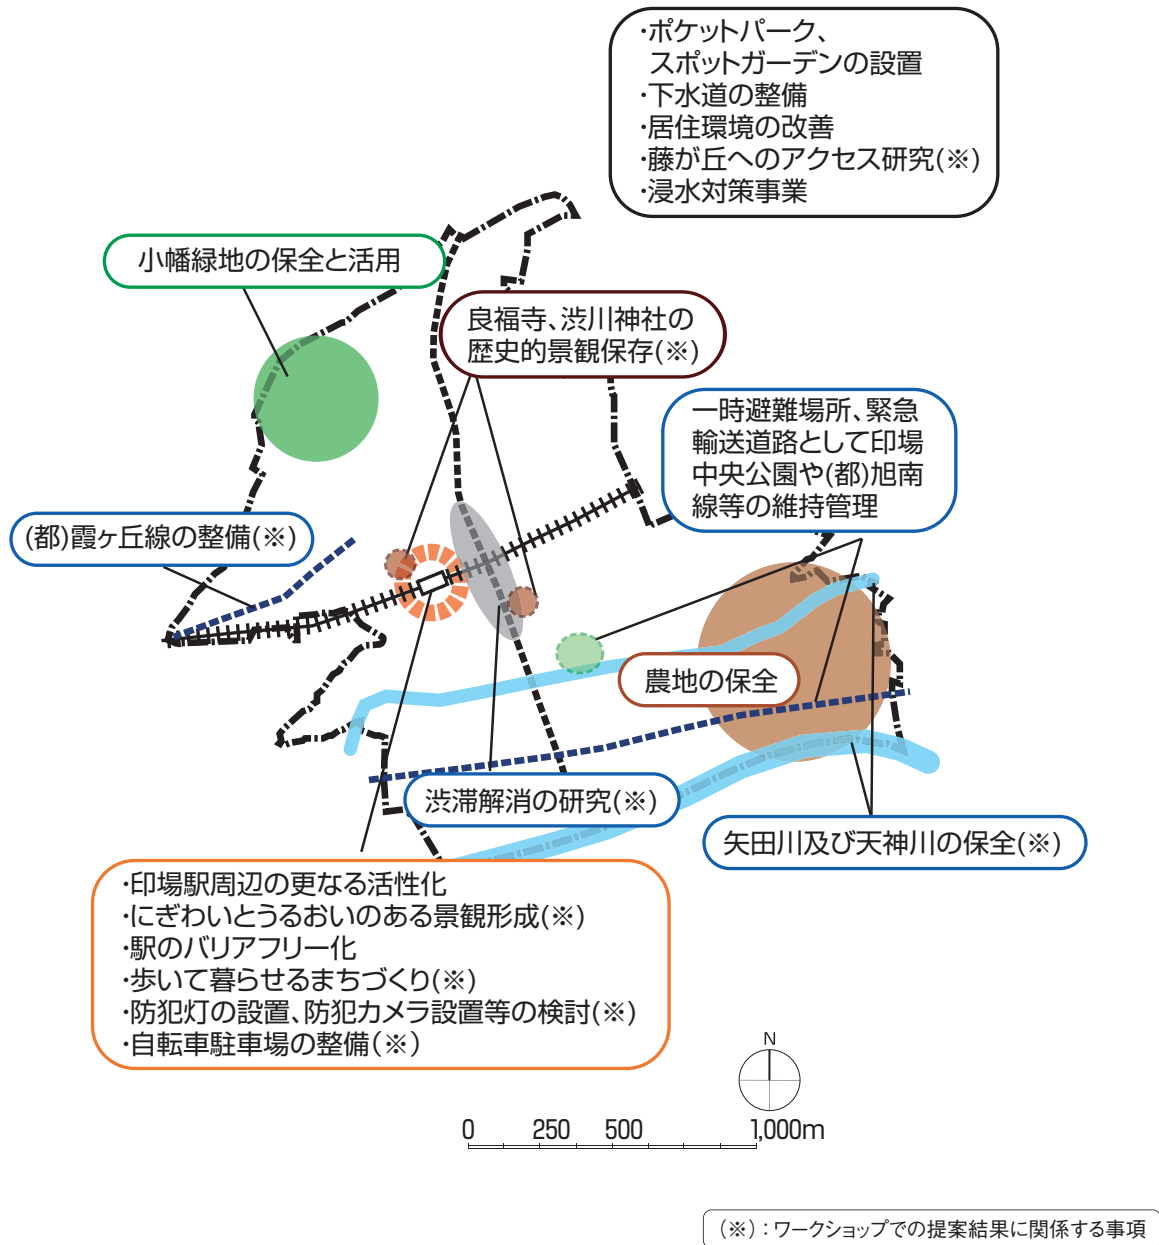 ・ポケットパーク、
スポットガーデンの設置
・下水道の整備
・居住環境の改善
・藤が丘へのアクセス研究(※)
・浸水対策事業
小幡緑地の保全と活用
良福寺、渋川神社の
歴史的景観保存(※)
一時避難場所、緊急
輸送道路として印場
中央公園や(都)旭南
線等の維持管理
(都)霞ヶ丘線の整備(※)
農地の保全
渋滞解消の研究(※)
矢田川及び天神川の保全(※)
・印場駅周辺の更なる活性化
・にぎわいとうるおいのある景観形成(※)
・駅のバリアフリー化
・歩いて暮らせるまちづくり(※)
・防犯灯の設置、防犯カメラ設置等の検討(※)
・自転車駐車場の整備(※)
N
0 250 500 1,000m
(※)：ワークショップでの提案結果に関係する事項